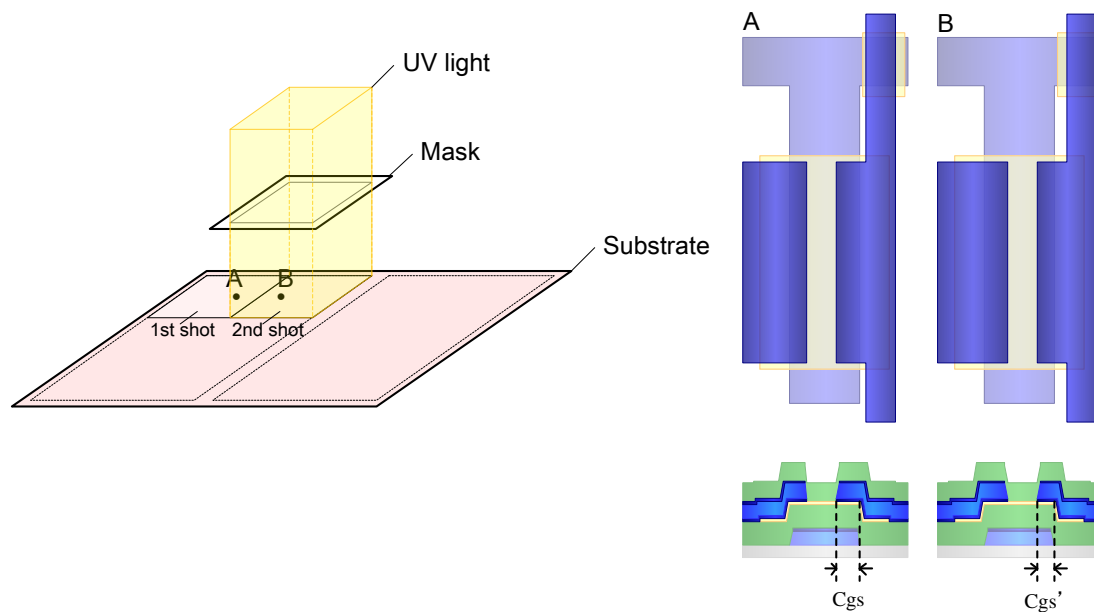 UV light
Mask
Substrate
A
B
1st shot
2nd shot
A
B
Cgs
Cgs’